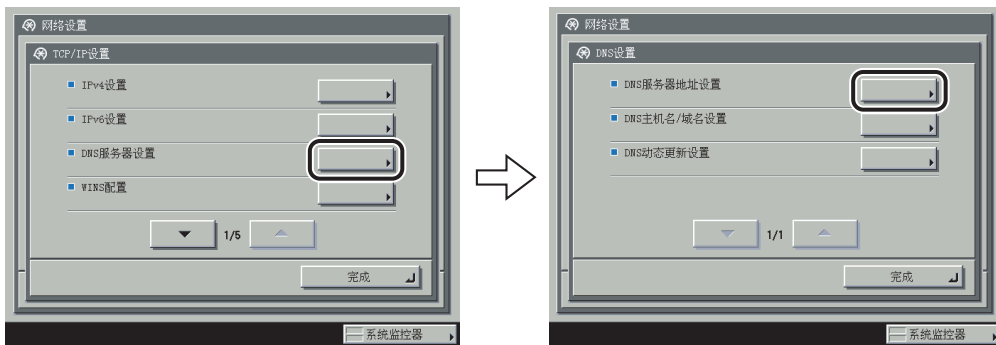 网络设置
TCP/IP设置
IPv4设置
IPv6设置
DNS服务器设置
WINS配置
1/5
完成
系统监控器
网络设置
DNS设置
DNS服务器地址设置
DNS主机名/域名设置
DNS动态更新设置
1/1
完成
系统监控器